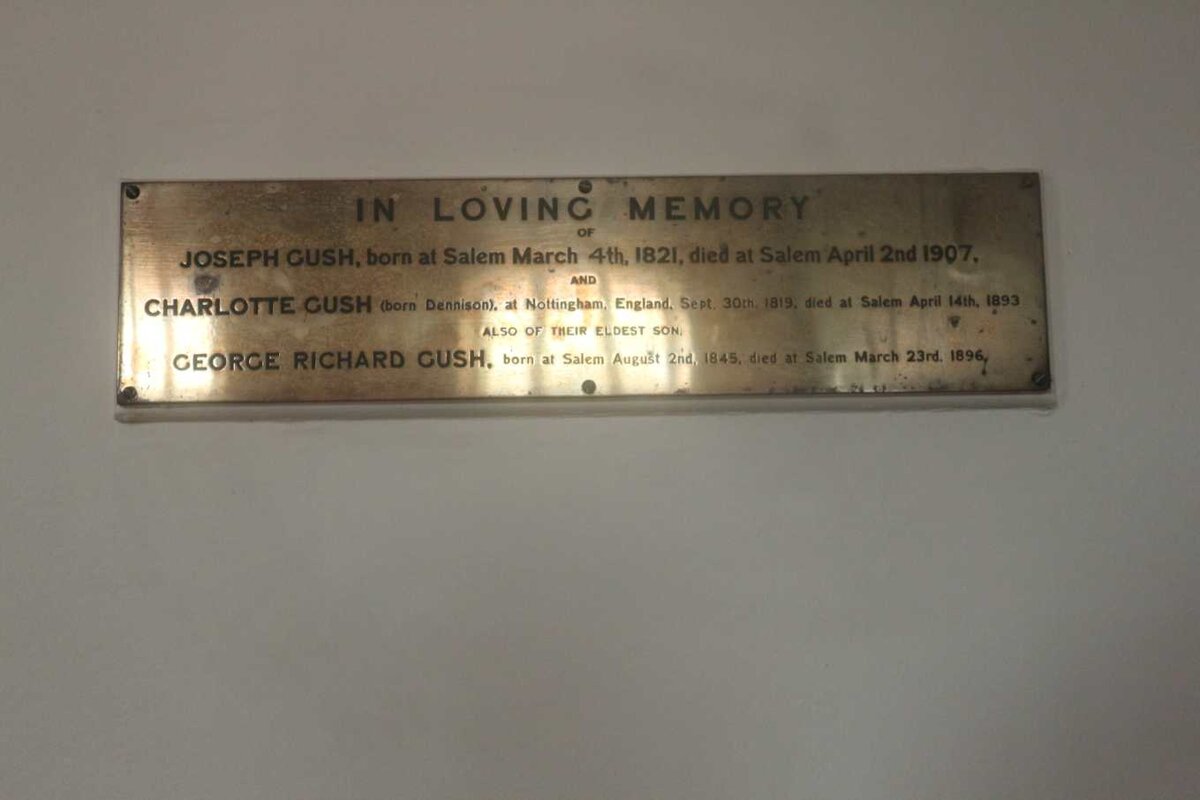 IN LOVING MEMORY
OF
JOSEPH GUSH, born at Salem March 4th, 1821, died at Salem April 2nd 1907,
AND
CHARLOTTE GUSH (born Dennison), at Nottingham, England, Sept. 30th, 1819, died at Salem April 14th, 1893
ALSO OF THEIR ELDEST SON,
GEORGE RICHARD GUSH, born at Salem August 2nd, 1845, died at Salem March 23rd, 1896,